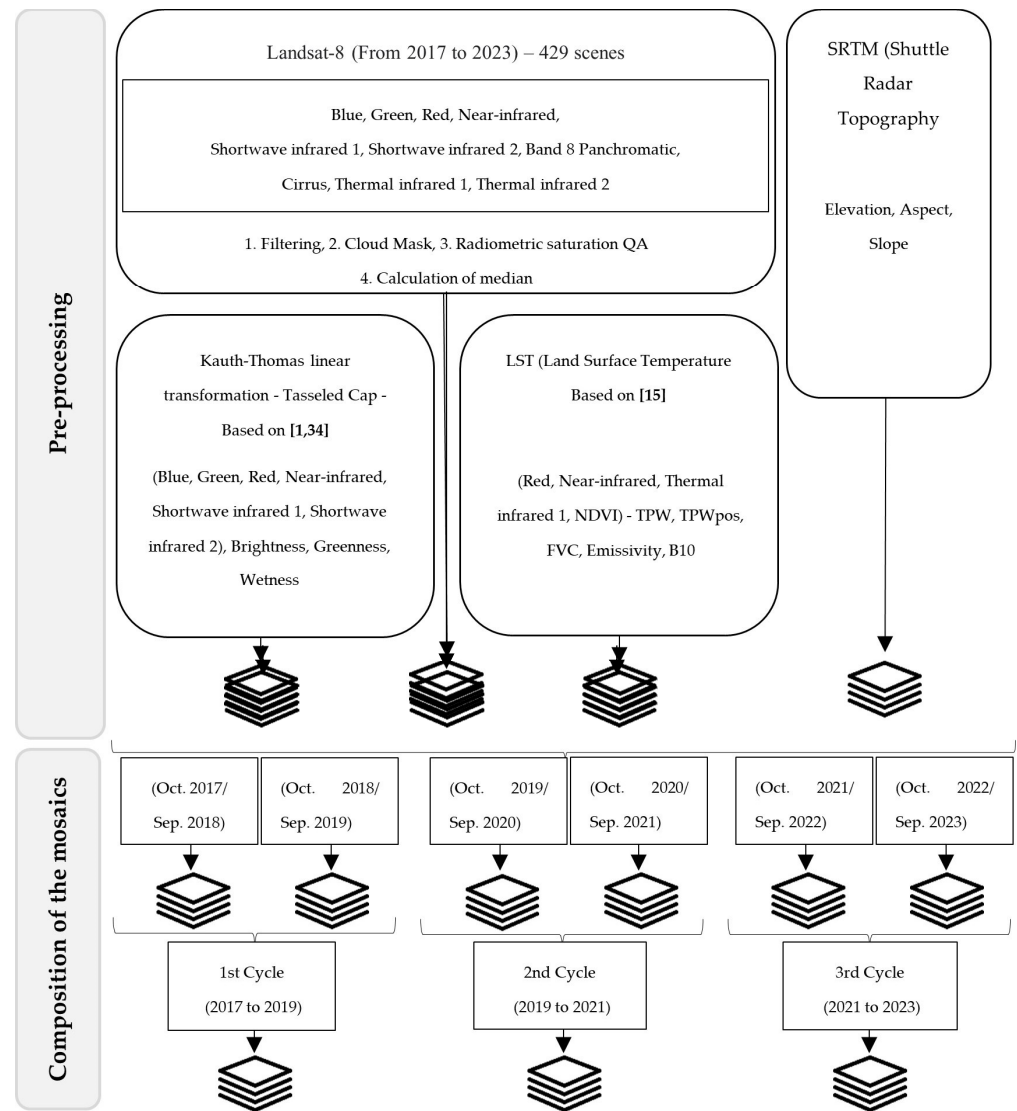 Pre-processing
Landsat-8 (From 2017 to 2023) – 429 scenes
Blue, Green, Red, Near-infrared,
Shortwave infrared 1, Shortwave infrared 2, Band 8 Panchromatic,
Cirrus, Thermal infrared 1, Thermal infrared 2
1. Filtering, 2. Cloud Mask, 3. Radiometric saturation QA
4. Calculation of median
SRTM (Shuttle
Radar
Topography
Elevation, Aspect,
Slope
Kauth-Thomas linear
transformation - Tasseled Cap -
Based on [1,34]
(Blue, Green, Red, Near-infrared,
Shortwave infrared 1, Shortwave
infrared 2), Brightness, Greenness,
Wetness
LST (Land Surface Temperature
Based on [15]
(Red, Near-infrared, Thermal
infrared 1, NDVI) - TPW, TPWpos,
FVC, Emissivity, B10
Composition of the mosaics
(Oct. 2017/
Sep. 2018)
(Oct. 2018/
Sep. 2019)
(Oct. 2019/
Sep. 2020)
(Oct. 2020/
Sep. 2021)
(Oct. 2021/
Sep. 2022)
(Oct. 2022/
Sep. 2023)
1st Cycle
(2017 to 2019)
2nd Cycle
(2019 to 2021)
3rd Cycle
(2021 to 2023)